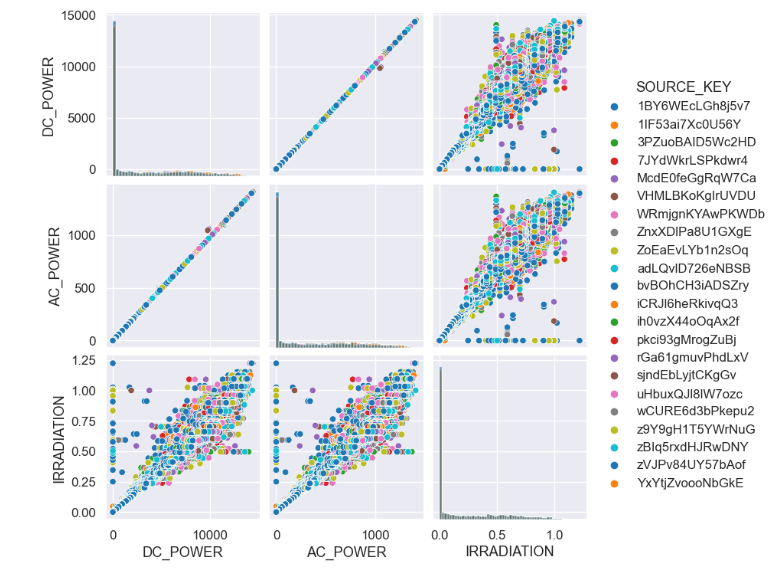 15000
10000
5000
0
DC_POWER
1000
500
0
AC_POWER
1.25
1.00
0.75
0.50
0.25
0.00
IRRADIATION
0 10000
DC_POWER
0 1000
AC_POWER
0.0 0.5 1.0
IRRADIATION
SOURCE_KEY
1BY6WEcLGh8j5v7
1IF53ai7Xc0U56Y
3PZuoBAID5Wc2HD
7JYdWkrLSPkdwr4
McdE0feGgRqW7Ca
VHMLBKoKgIrUVDU
WRmjgnKYAwPKWDb
ZnxXDlPa8U1GXgE
ZoEaEvLYb1n2sOq
adLQvlD726eNBSB
bvBOhCH3iADSZry
iCRJl6heRkivqQ3
ih0vzX44oOqAx2f
pkci93gMrogZuBj
rGa61gmuvPhdLxV
sjndEbLyjtCKgGv
uHbuxQJl8lW7ozc
wCURE6d3bPkepu2
z9Y9gH1T5YWrNuG
zBIq5rxdHJRwDNY
zVJPv84UY57bAof
YxYtjZvoooNbGkE